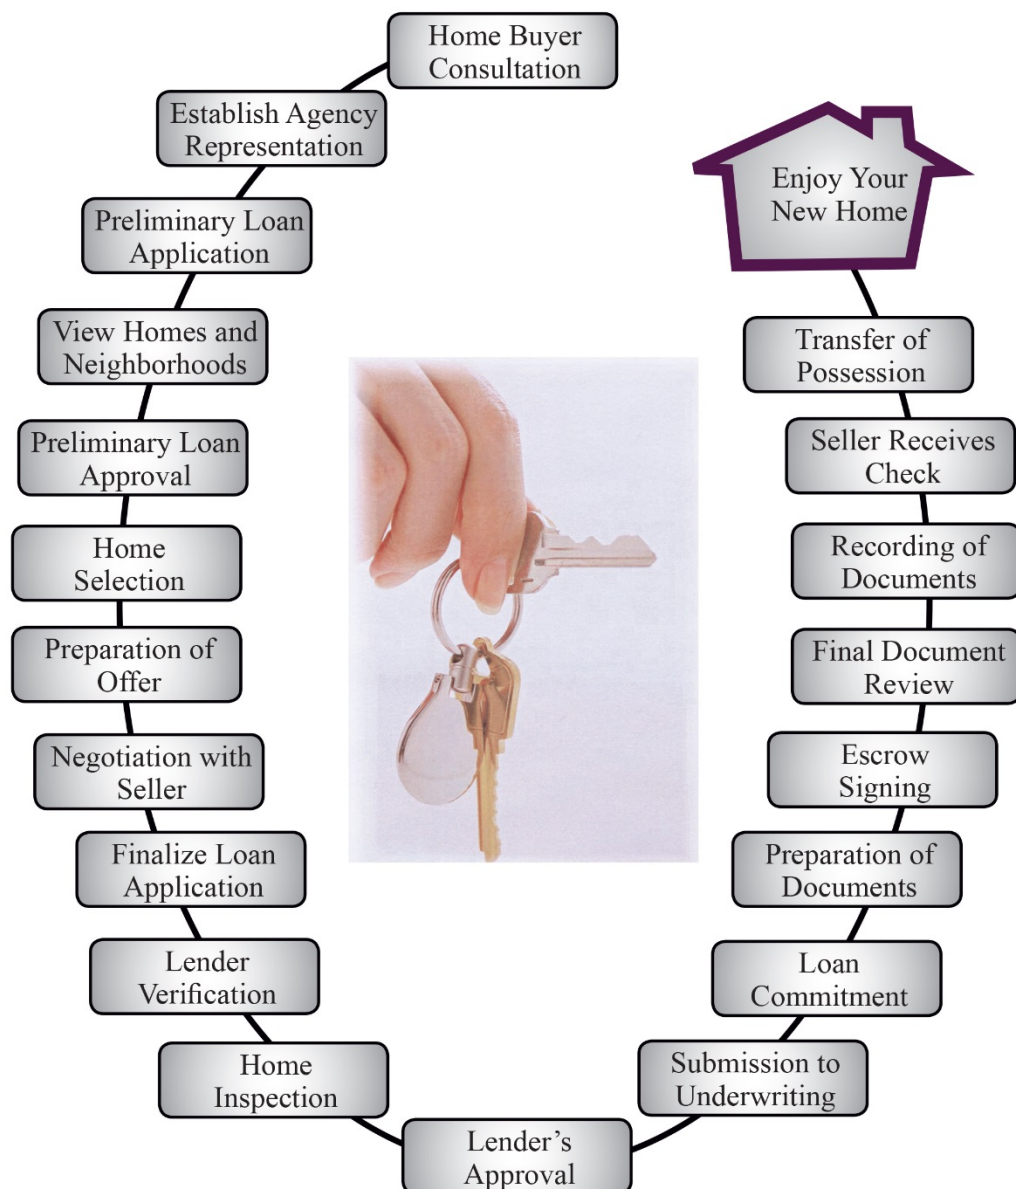 Home Buyer
Consultation
Establish Agency
Representation
Preliminary Loan
Application
View Homes and
Neighborhoods
Preliminary Loan
Approval
Home
Selection
Preparation of
Offer
Negotiation with
Seller
Finalize Loan
Application
Lender
Verification
Home
Inspection
Lender’s
Approval
Submission to
Underwriting
Loan
Commitment
Preparation of
Documents
Escrow
Signing
Final Document
Review
Recording of
Documents
Seller Receives
Check
Transfer of
Possession
Enjoy Your
New Home